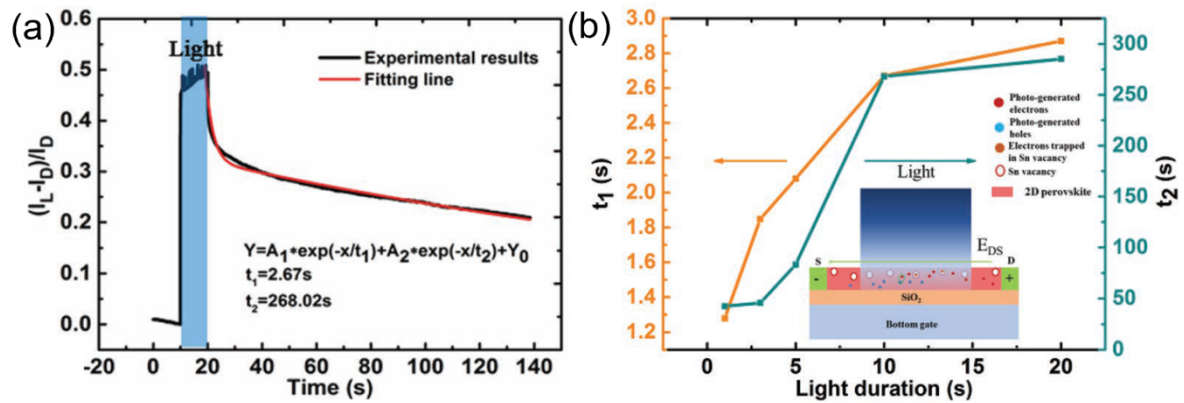 (a)
Light
Experimental results
Fitting line
(I_L-I_D)/I_D
0.5
0.4
0.3
0.2
0.1
0.0
Y=A₁*exp(-x/t₁)+A₂*exp(-x/t₂)+Y₀
t₁=2.67s
t₂=268.02s
-20 0 20 40 60 80 100 120 140
Time (s)
(b)
t₁ (s)
3.0
2.8
2.6
2.4
2.2
2.0
1.8
1.6
1.4
1.2
Photo-generated
electrons
Photo-generated
holes
Electrons trapped
in Sn vacancy
Sn vacancy
2D perovskite
Light
E_DS
S D
- +
SiO₂
Bottom gate
300
250
200
150
100
50
0
t₂ (s)
0 5 10 15 20
Light duration (s)